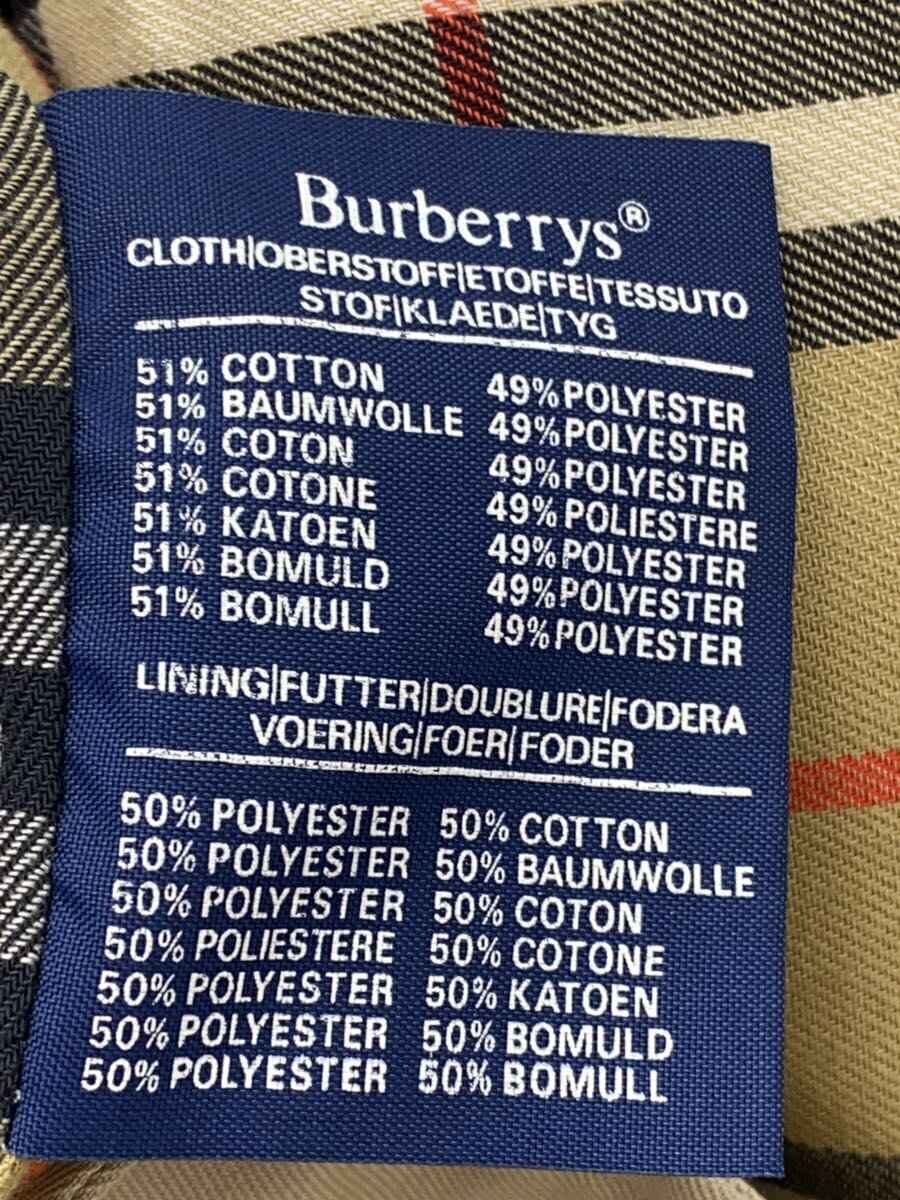 Burberrys®
CLOTH|OBERSTOFF|ETOFFE|TESSUTO
STOF|KLAEDE|TYG
51% COTTON 49% POLYESTER
51% BAUMWOLLE 49% POLYESTER
51% COTON 49% POLYESTER
51% COTONE 49% POLIESTERE
51% KATOEN 49% POLYESTER
51% BOMULD 49% POLYESTER
51% BOMULL 49% POLYESTER
LINING|FUTTER|DOUBLURE|FODERA
VOERING|FOER|FODER
50% POLYESTER 50% COTTON
50% POLYESTER 50% BAUMWOLLE
50% POLYESTER 50% COTON
50% POLIESTERE 50% COTONE
50% POLYESTER 50% KATOEN
50% POLYESTER 50% BOMULD
50% POLYESTER 50% BOMULL